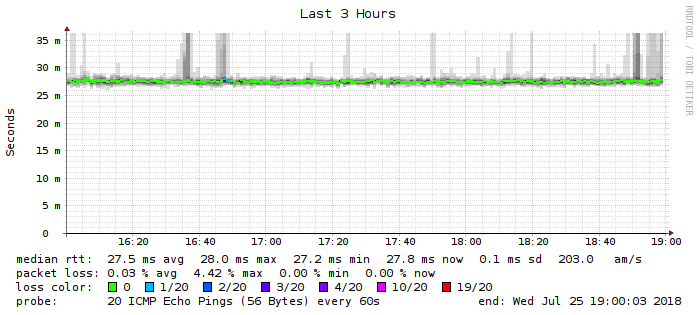 Last 3 Hours
RRDTOOL / TOBI OETIKER
Seconds
35 m
30 m
25 m
20 m
15 m
10 m
5 m
0
16:20 16:40 17:00 17:20 17:40 18:00 18:20 18:40 19:00
median rtt: 27.5 ms avg 28.0 ms max 27.2 ms min 27.8 ms now 0.1 ms sd 203.0 am/s
packet loss: 0.03 % avg 4.42 % max 0.00 % min 0.00 % now
loss color: 0 1/20 2/20 3/20 4/20 10/20 19/20
probe: 20 ICMP Echo Pings (56 Bytes) every 60s end: Wed Jul 25 19:00:03 2018